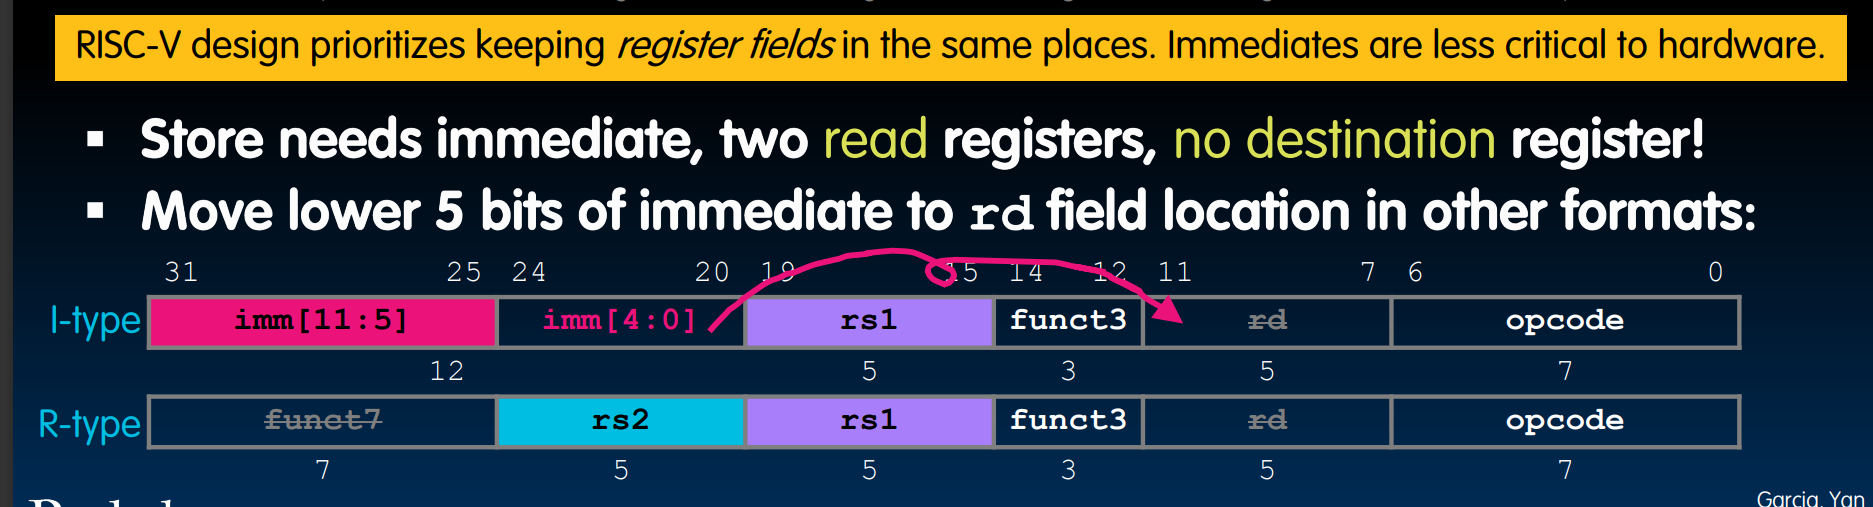 RISC-V design prioritizes keeping register fields in the same places. Immediates are less critical to hardware.
▪ Store needs immediate, two read registers, no destination register!
▪ Move lower 5 bits of immediate to rd field location in other formats:
31 25 24 20 19 15 14 12 11 7 6 0
I-type imm[11:5] imm[4:0] rs1 funct3 rd opcode
12 5 3 5 7
R-type funct7 rs2 rs1 funct3 rd opcode
7 5 5 3 5 7
Garcia, Yan